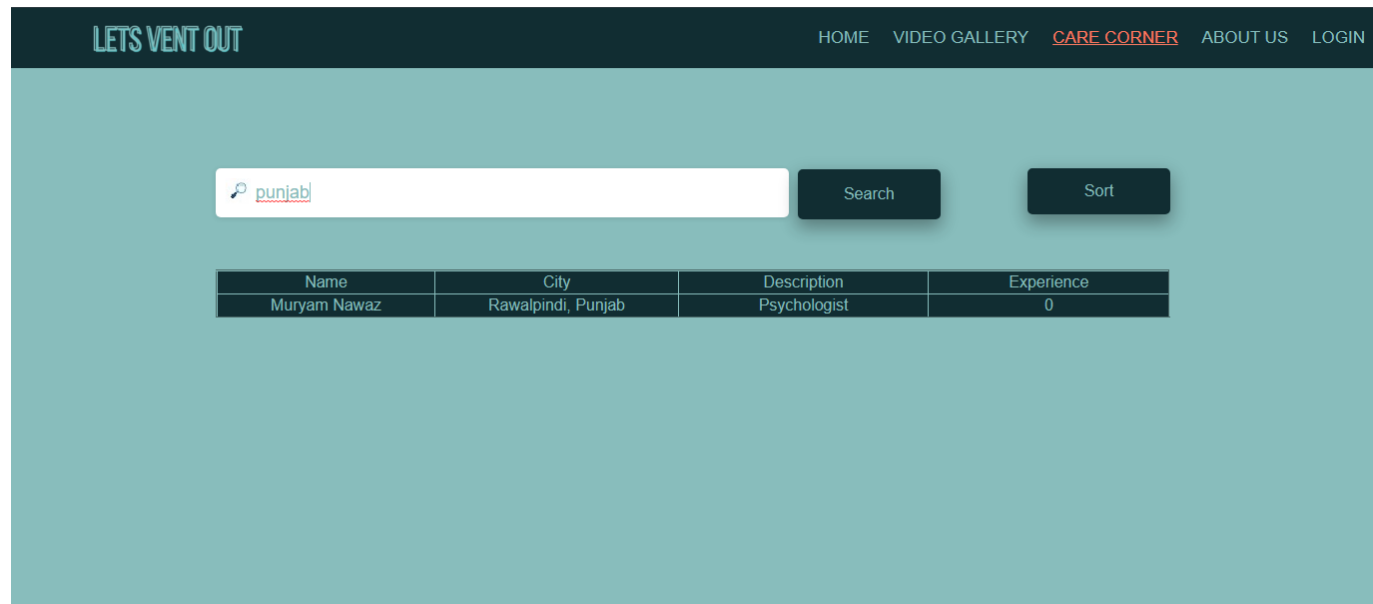 LETS VENT OUT HOME VIDEO GALLERY CARE CORNER ABOUT US LOGIN
punjab Search Sort
Name City Description Experience
Muryam Nawaz Rawalpindi, Punjab Psychologist 0